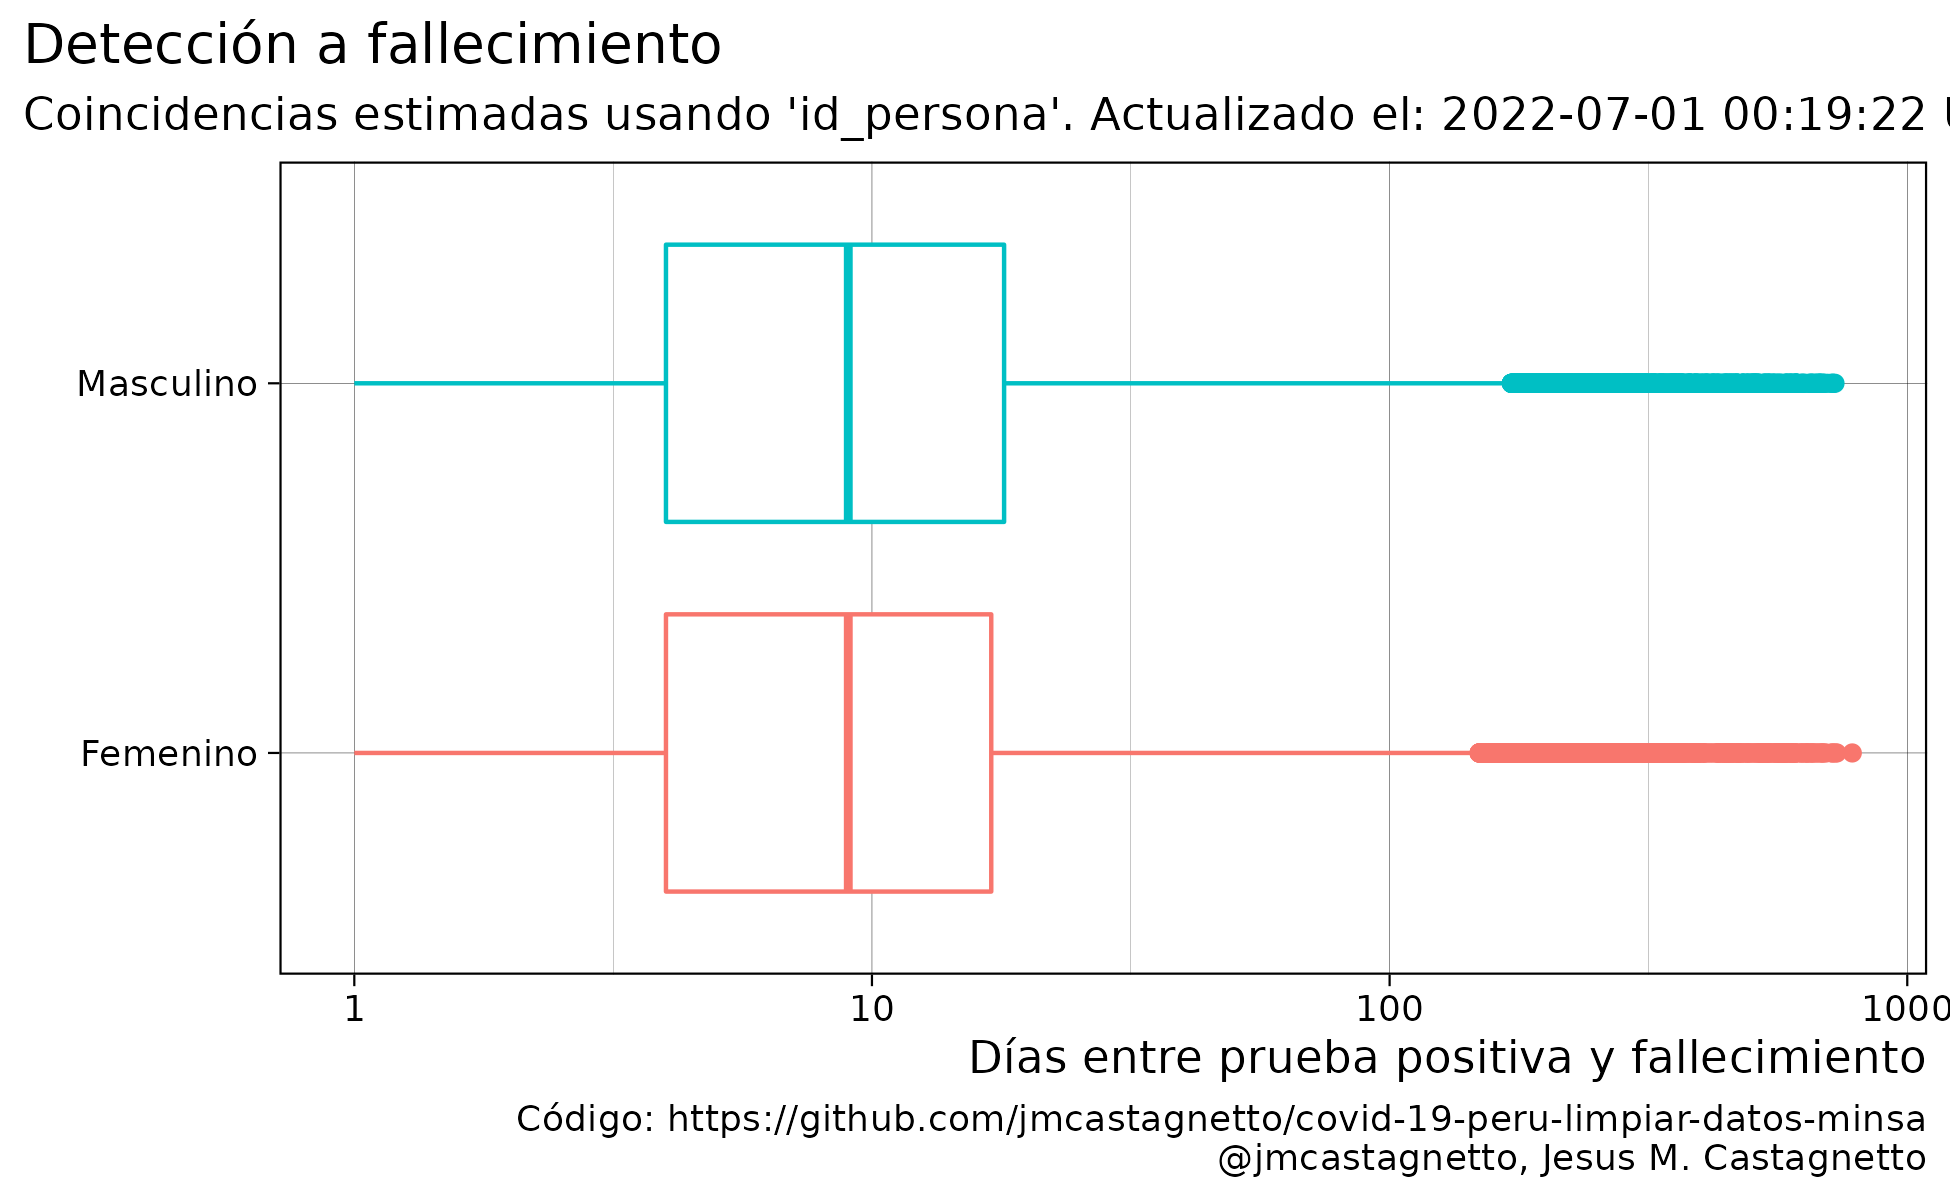 Detección a fallecimiento
Coincidencias estimadas usando 'id_persona'. Actualizado el: 2022-07-01 00:19:22
Masculino
Femenino
1 10 100 1000
Días entre prueba positiva y fallecimiento
Código: https://github.com/jmcastagnetto/covid-19-peru-limpiar-datos-minsa
@jmcastagnetto, Jesus M. Castagnetto